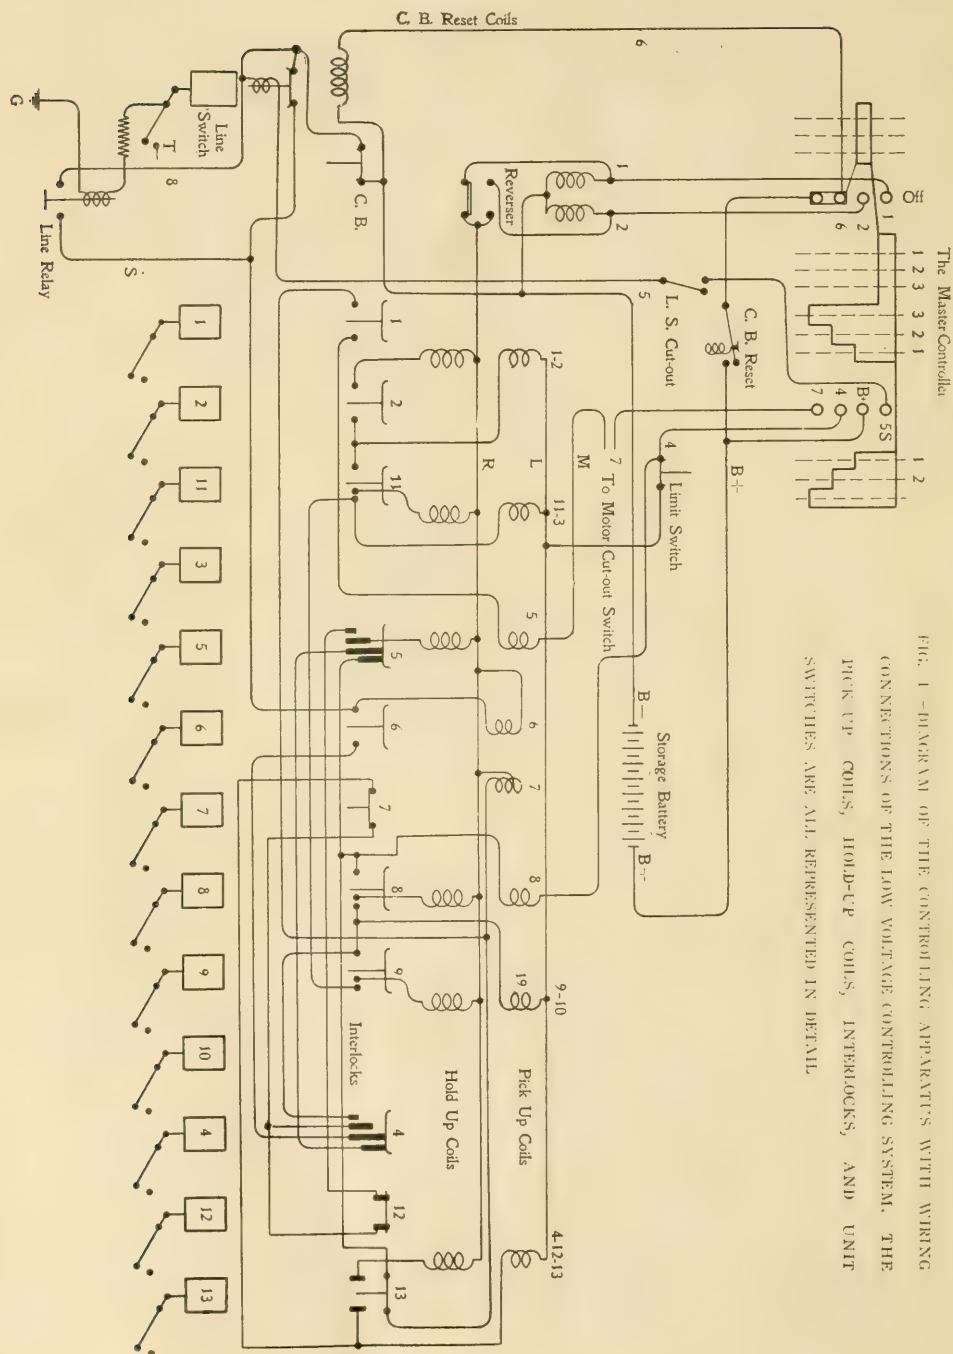 C. B. Reset Coils
6
The Master Controller
Off
1
2
6
1
2
3
3
2
1
5S
B+
4
7
1
2
G
Line Switch
T
8
Line Relay
S
C. B.
Reverser
1
2
5
L. S. Cut-out
C. B. Reset
B+
4
Limit Switch
7
To Motor Cut-out Switch
M
L
R
Storage Battery
B—
B+
1-2
11-3
5
6
7
8
19
9-10
4-12-13
Pick Up Coils
Hold Up Coils
Interlocks
1
2
11
5
6
7
8
9
4
12
13
1
2
11
3
5
6
7
8
9
10
4
12
13
FIG. 1 —DIAGRAM OF THE CONTROLLING APPARATUS WITH WIRING
CONNECTIONS OF THE LOW VOLTAGE CONTROLLING SYSTEM. THE
PICK UP COILS, HOLD-UP COILS, INTERLOCKS, AND UNIT
SWITCHES ARE ALL REPRESENTED IN DETAIL